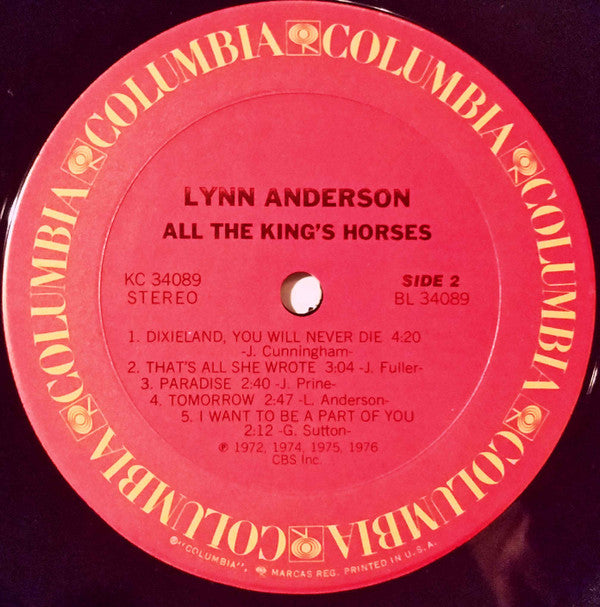 COLUMBIA COLUMBIA COLUMBIA COLUMBIA COLUMBIA COLUMBIA
LYNN ANDERSON
ALL THE KING'S HORSES
KC 34089 SIDE 2
STEREO BL 34089
1. DIXIELAND, YOU WILL NEVER DIE 4:20
-J. Cunningham-
2. THAT'S ALL SHE WROTE 3:04 -J. Fuller-
3. PARADISE 2:40 -J. Prine-
4. TOMORROW 2:47 -L. Anderson-
5. I WANT TO BE A PART OF YOU
2:12 -G. Sutton-
℗ 1972, 1974, 1975, 1976
CBS Inc.
®"COLUMBIA", MARCAS REG. PRINTED IN U.S.A.